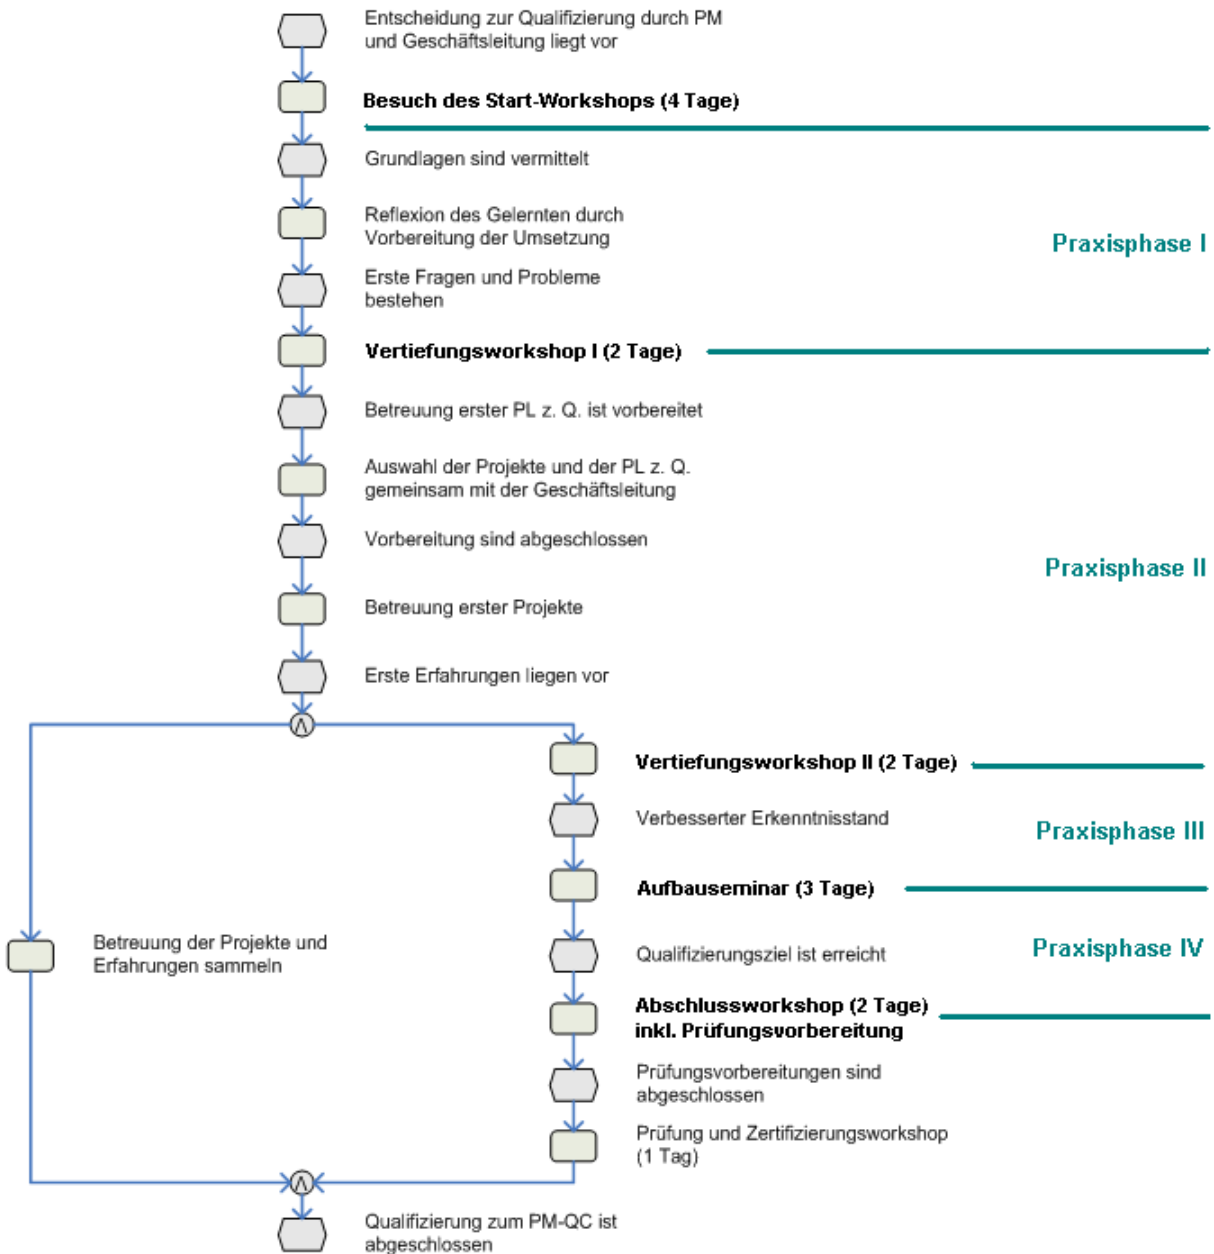 Entscheidung zur Qualifizierung durch PM
und Geschäftsleitung liegt vor
Besuch des Start-Workshops (4 Tage)
Grundlagen sind vermittelt
Reflexion des Gelernten durch
Vorbereitung der Umsetzung
Praxisphase I
Erste Fragen und Probleme
bestehen
Vertiefungsworkshop I (2 Tage)
Betreuung erster PL z. Q. ist vorbereitet
Auswahl der Projekte und der PL z. Q.
gemeinsam mit der Geschäftsleitung
Vorbereitung sind abgeschlossen
Praxisphase II
Betreuung erster Projekte
Erste Erfahrungen liegen vor
Λ
Vertiefungsworkshop II (2 Tage)
Verbesserter Erkenntnisstand
Praxisphase III
Aufbauseminar (3 Tage)
Betreuung der Projekte und
Erfahrungen sammeln
Qualifizierungsziel ist erreicht
Praxisphase IV
Abschlussworkshop (2 Tage)
inkl. Prüfungsvorbereitung
Prüfungsvorbereitungen sind
abgeschlossen
Prüfung und Zertifizierungsworkshop
(1 Tag)
Λ
Qualifizierung zum PM-QC ist
abgeschlossen